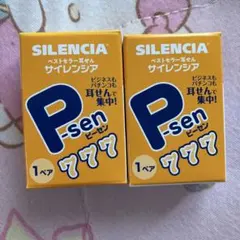 SILENCIA
ベストセラー耳せん
サイレンシア
ビジネスも
パチンコも
耳せんで
集中!
P-sen
ピーセン
1ペア
777
SILENCIA
ベストセラー耳せん
サイレンシア
ビジネスも
パチンコも
耳せんで
集中!
P-sen
ピーセン
1ペア
777